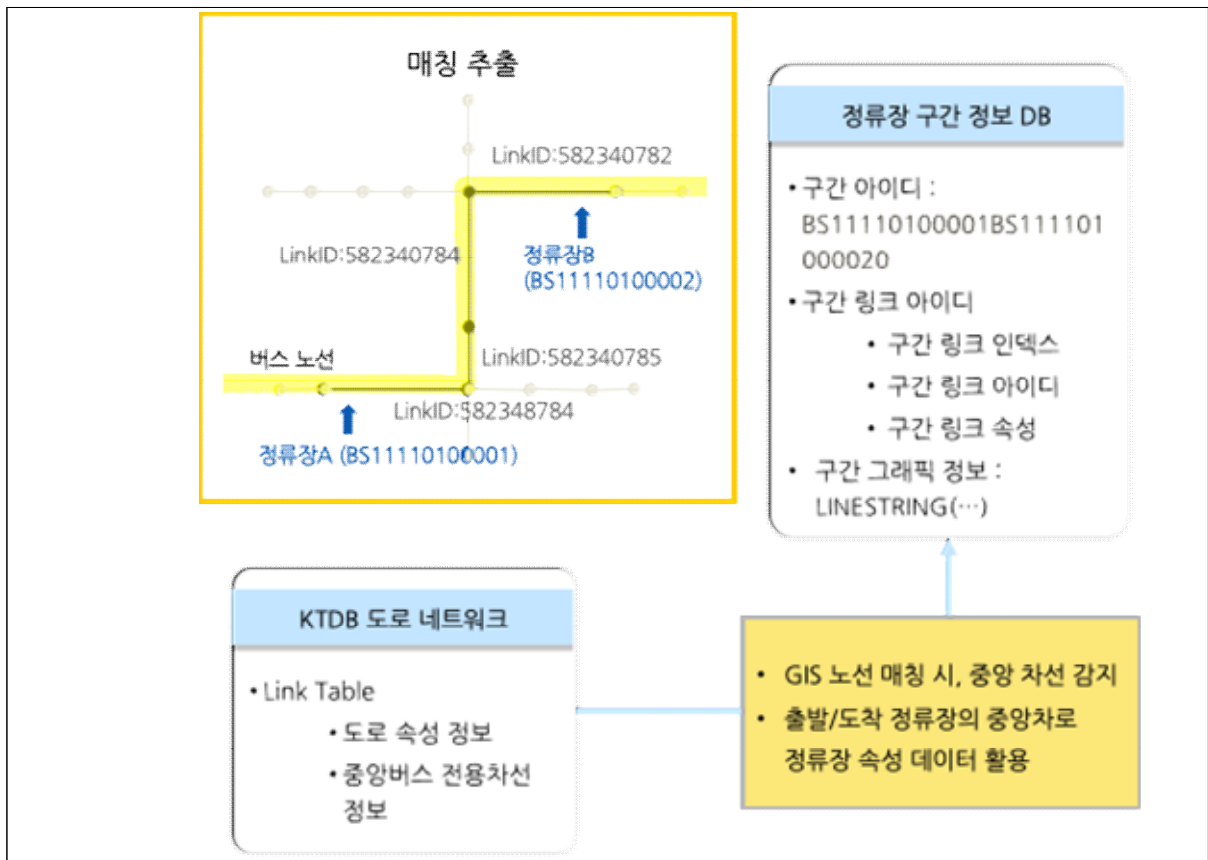 매칭 추출
LinkID:582340782
LinkID:582340784
정류장B
(BS11110100002)
버스 노선
LinkID:582340785
LinkID:582348784
정류장A (BS11110100001)
정류장 구간 정보 DB
• 구간 아이디 :
BS11110100001BS111101
000020
• 구간 링크 아이디
• 구간 링크 인덱스
• 구간 링크 아이디
• 구간 링크 속성
• 구간 그래픽 정보 :
LINESTRING(…)
KTDB 도로 네트워크
• Link Table
• 도로 속성 정보
• 중앙버스 전용차선
정보
• GIS 노선 매칭 시, 중앙 차선 감지
• 출발/도착 정류장의 중앙차로
정류장 속성 데이터 활용